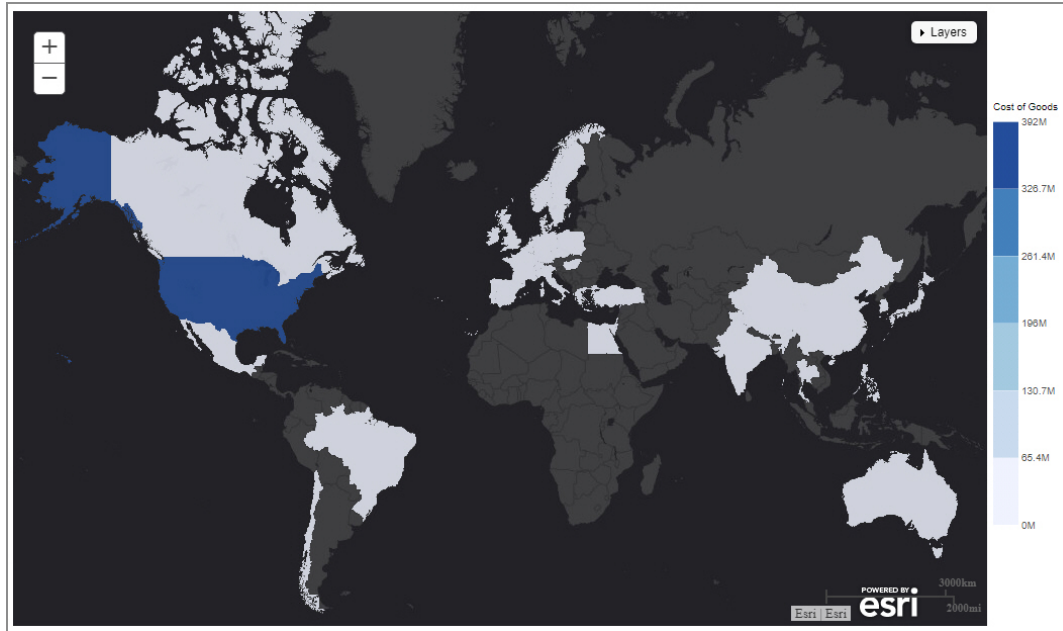 +
−
Layers
Cost of Goods
392M
326.7M
261.4M
196M
130.7M
65.4M
0M
3000km
2000mi
POWERED BY
esri
Esri | Esri